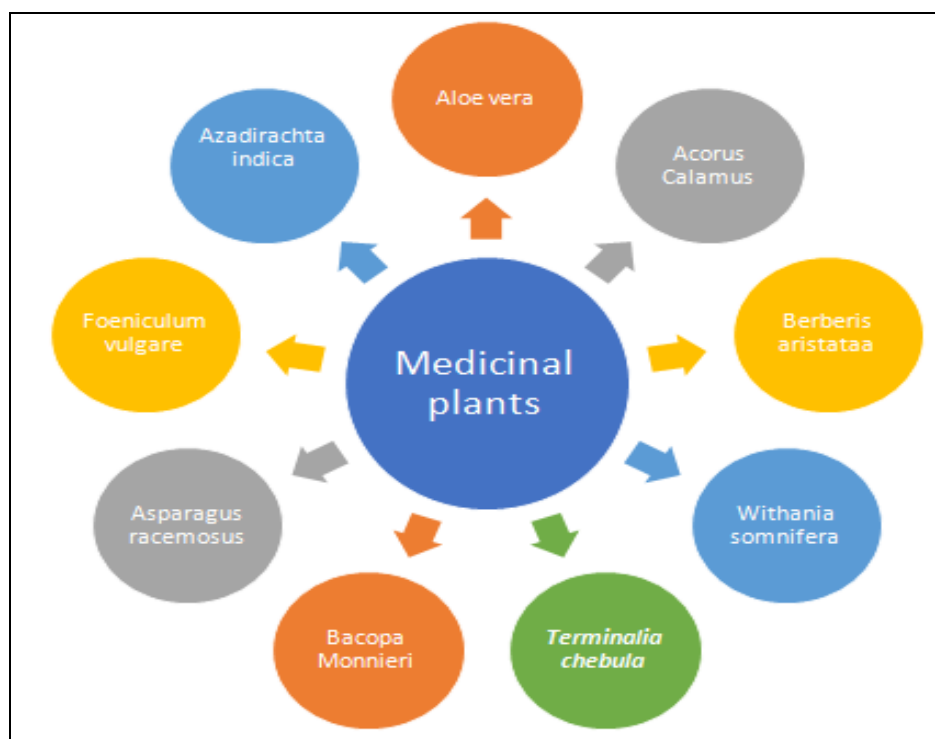 Aloe vera
Acorus
Calamus
Berberis
aristataa
Withania
somnifera
Terminalia
chebula
Bacopa
Monnieri
Asparagus
racemosus
Foeniculum
vulgare
Azadirachta
indica
Medicinal
plants